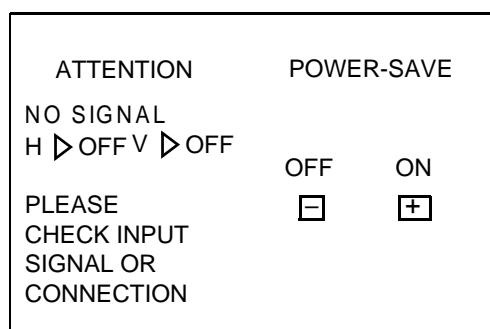 ATTENTION
POWER-SAVE
NO SIGNAL
H ▷OFF V ▷OFF
OFF ON
- +
PLEASE
CHECK INPUT
SIGNAL OR
CONNECTION